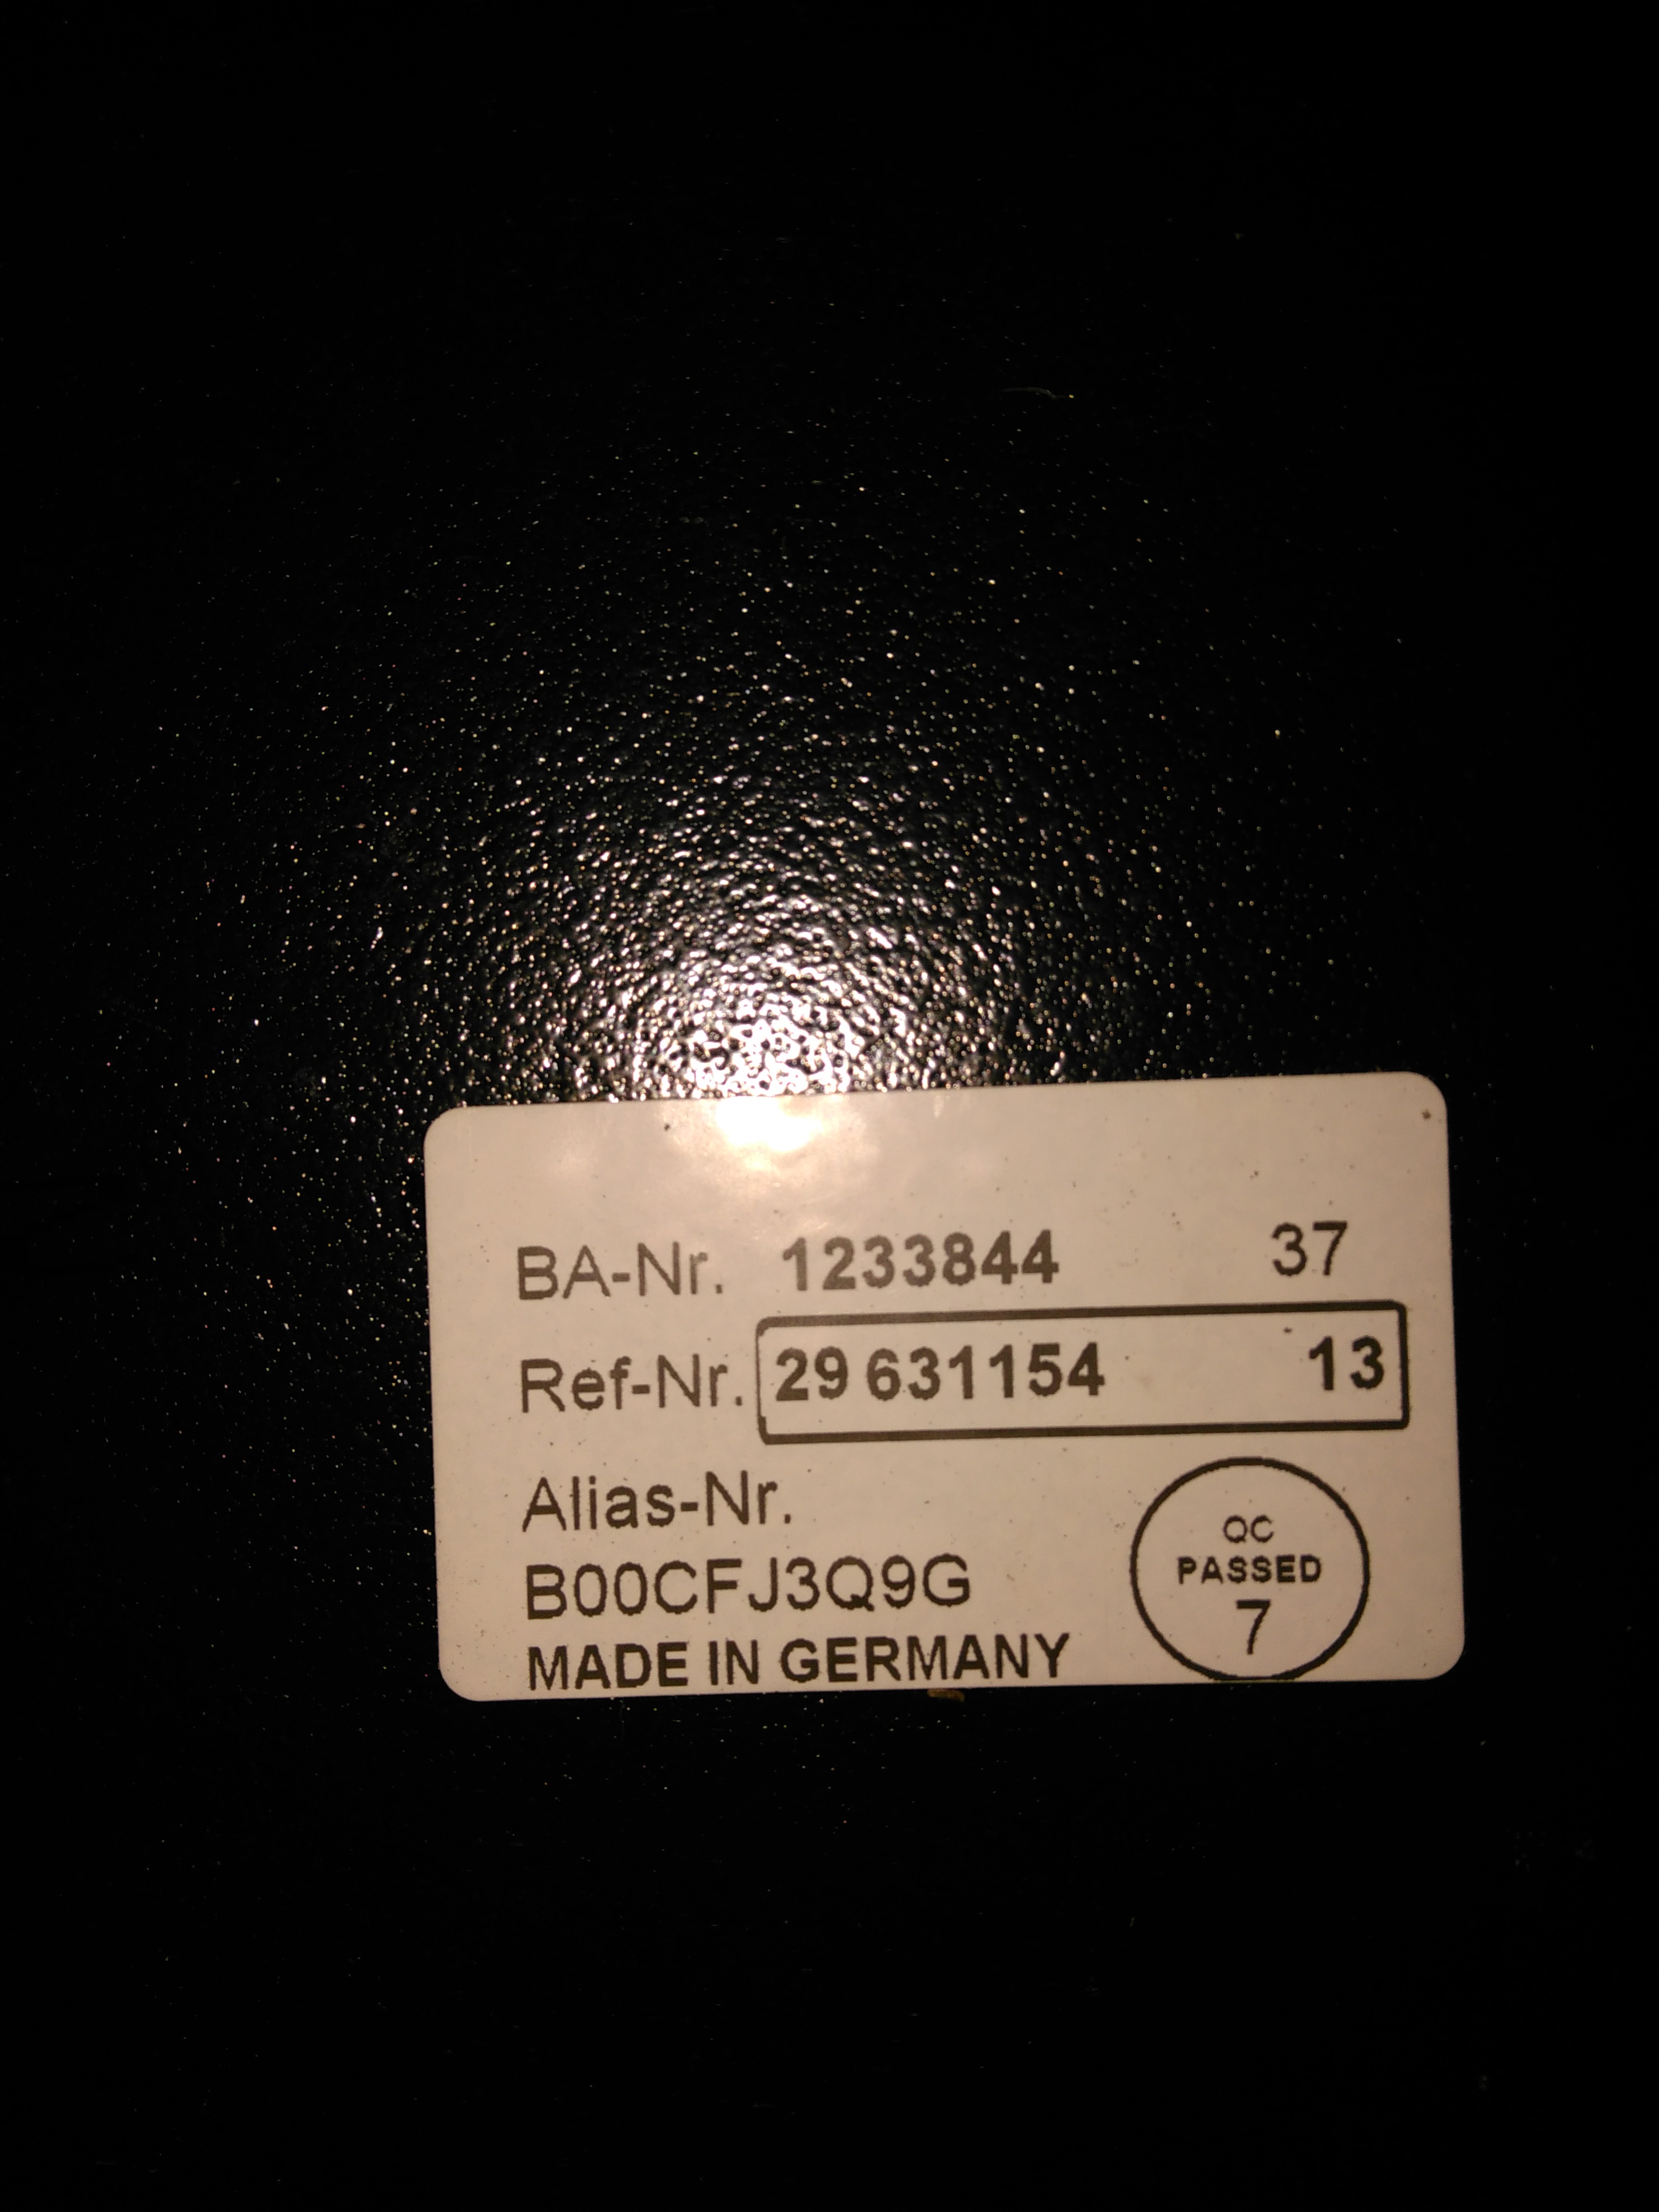 BA-Nr. 1233844 37
Ref-Nr. 29 631154 13
Alias-Nr.
B00CFJ3Q9G
MADE IN GERMANY
QC
PASSED
7